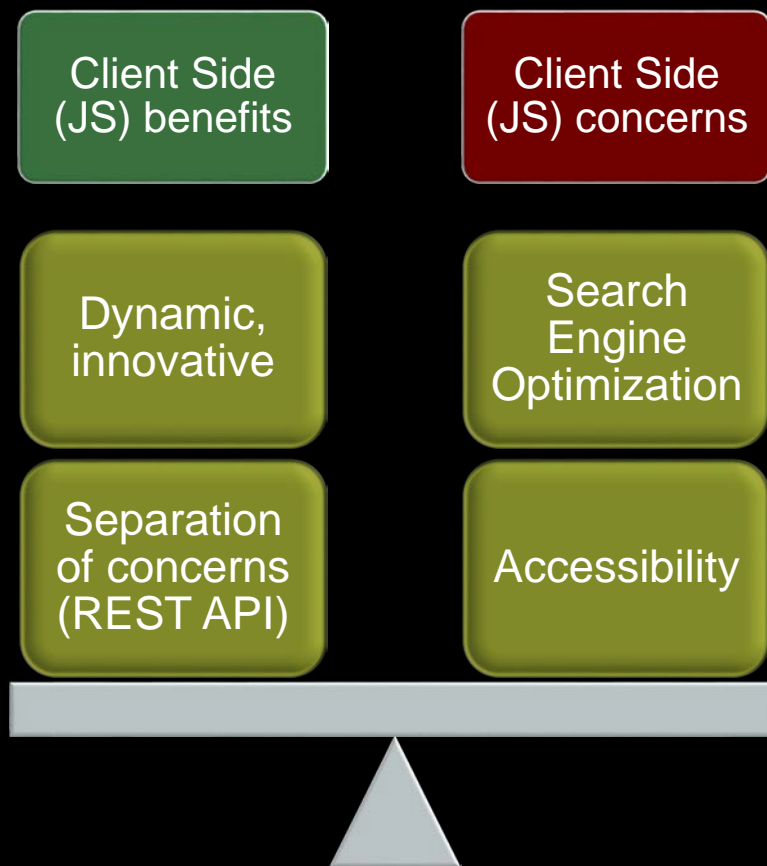 Client Side
(JS) benefits
Client Side
(JS) concerns
Dynamic,
innovative
Search
Engine
Optimization
Separation
of concerns
(REST API)
Accessibility